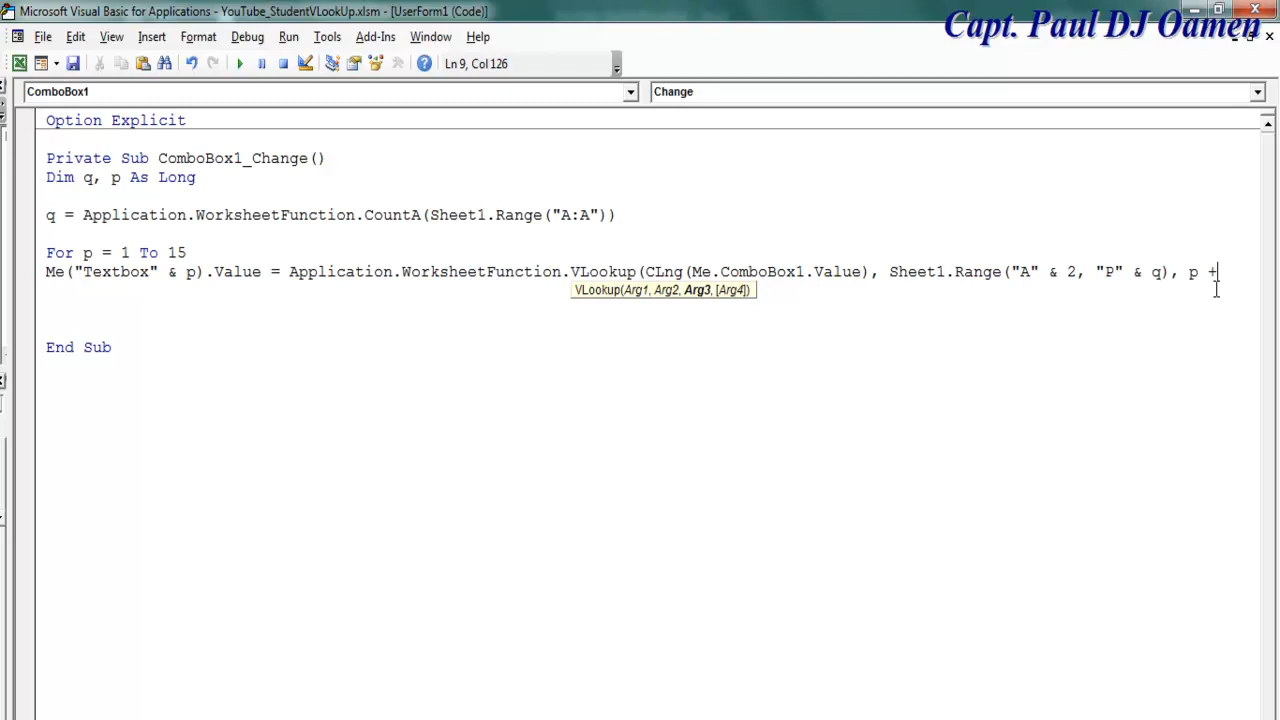 Microsoft Visual Basic for Applications - YouTube_StudentVLookUp.xlsm - [UserForm1 (Code)]
Capt. Paul DJ Oamen
File Edit View Insert Format Debug Run Tools Add-Ins Window Help
Ln 9, Col 126
ComboBox1 Change
Option Explicit
Private Sub ComboBox1_Change()
Dim q, p As Long
q = Application.WorksheetFunction.CountA(Sheet1.Range("A:A"))
For p = 1 To 15
Me("Textbox" & p).Value = Application.WorksheetFunction.VLookup(CLng(Me.ComboBox1.Value), Sheet1.Range("A" & 2, "P" & q), p +
VLookup(Arg1, Arg2, Arg3, [Arg4])
End Sub